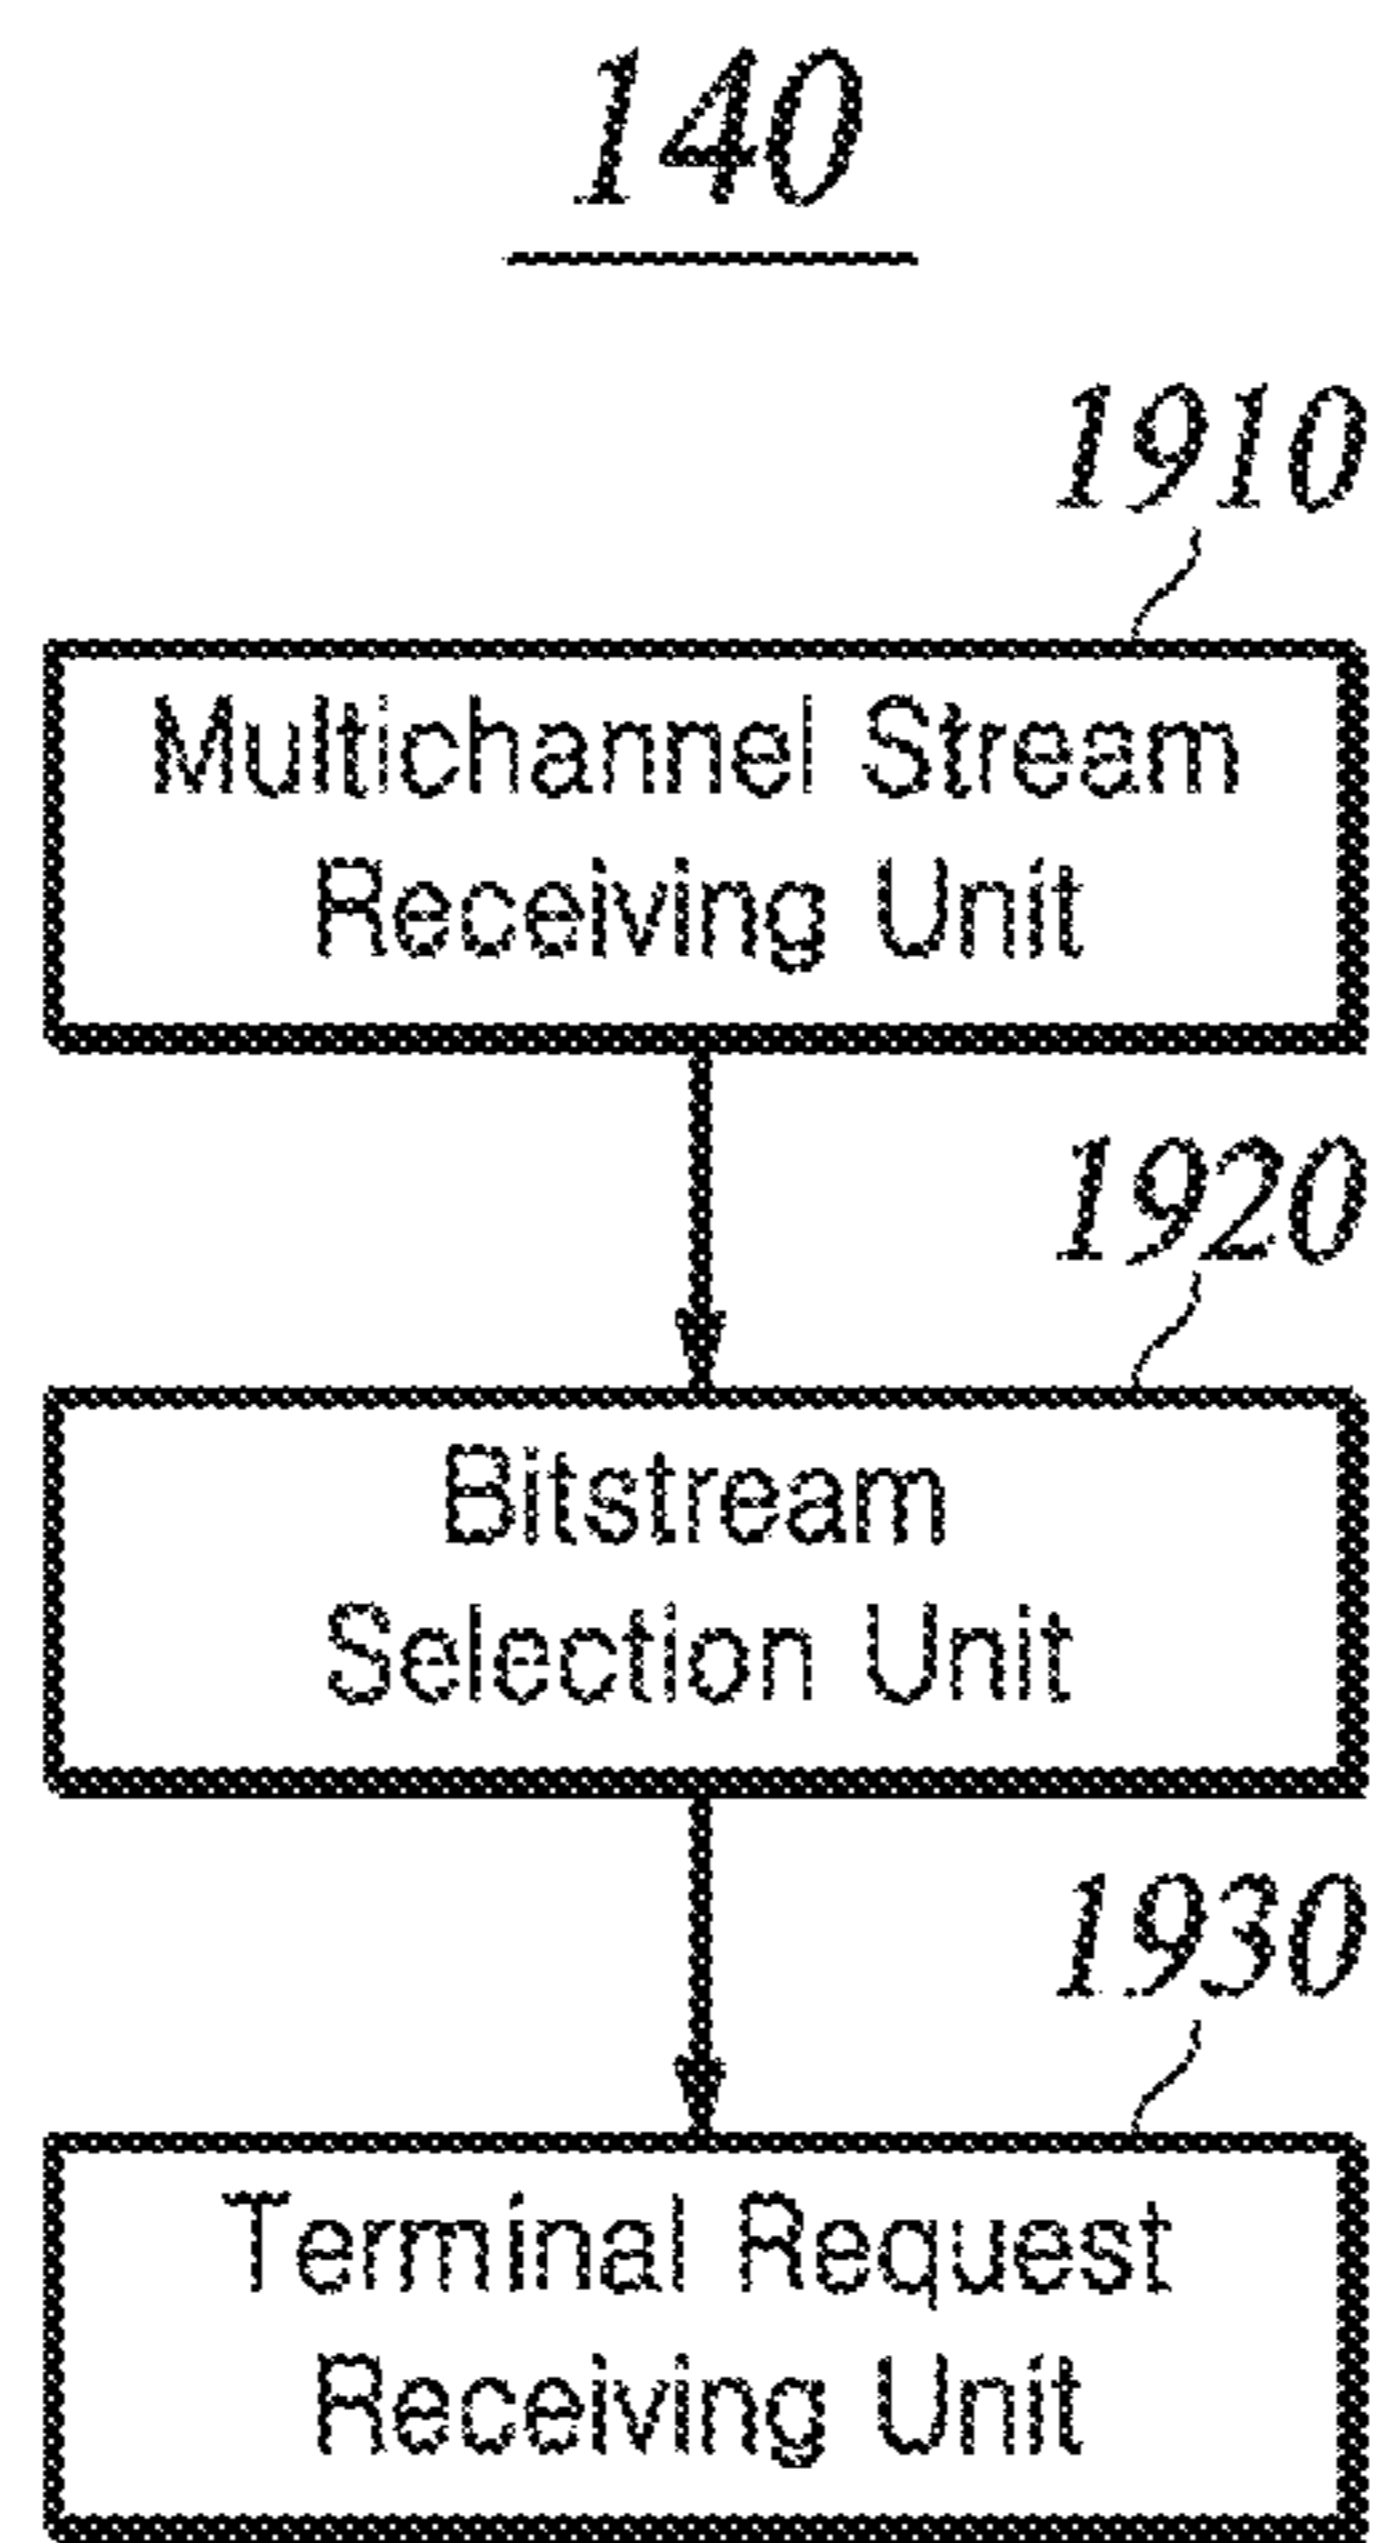 140
1910
Multichannel Stream
Receiving Unit
1920
Bitstream
Selection Unit
1930
Terminal Request
Receiving Unit